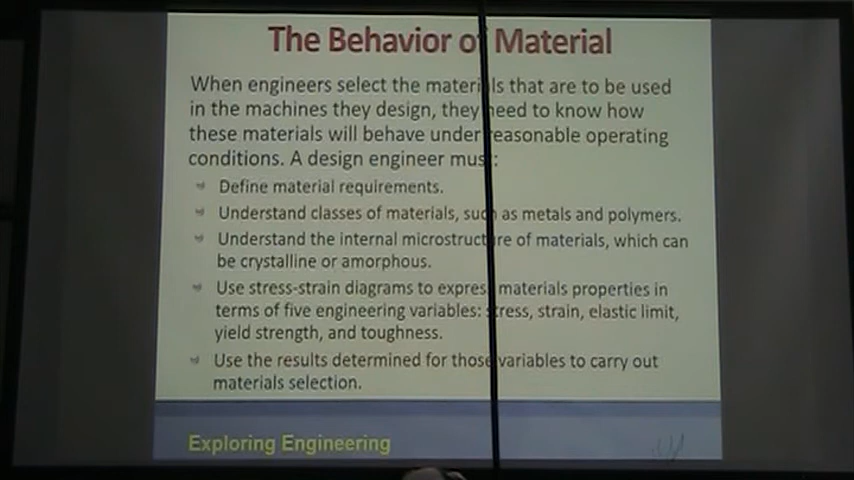 The Behavior of Material
When engineers select the materials that are to be used
in the machines they design, they need to know how
these materials will behave under reasonable operating
conditions. A design engineer must:
Define material requirements.
Understand classes of materials, such as metals and polymers.
Understand the internal microstructure of materials, which can
be crystalline or amorphous.
Use stress-strain diagrams to express materials properties in
terms of five engineering variables: stress, strain, elastic limit,
yield strength, and toughness.
Use the results determined for those variables to carry out
materials selection.
Exploring Engineering